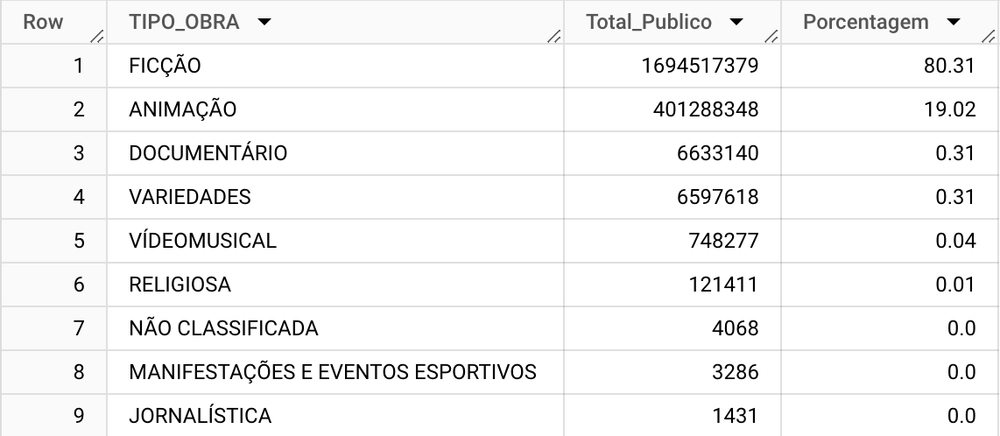 Row TIPO_OBRA Total_Publico Porcentagem
1 FICÇÃO 1694517379 80.31
2 ANIMAÇÃO 401288348 19.02
3 DOCUMENTÁRIO 6633140 0.31
4 VARIEDADES 6597618 0.31
5 VÍDEOMUSICAL 748277 0.04
6 RELIGIOSA 121411 0.01
7 NÃO CLASSIFICADA 4068 0.0
8 MANIFESTAÇÕES E EVENTOS ESPORTIVOS 3286 0.0
9 JORNALÍSTICA 1431 0.0